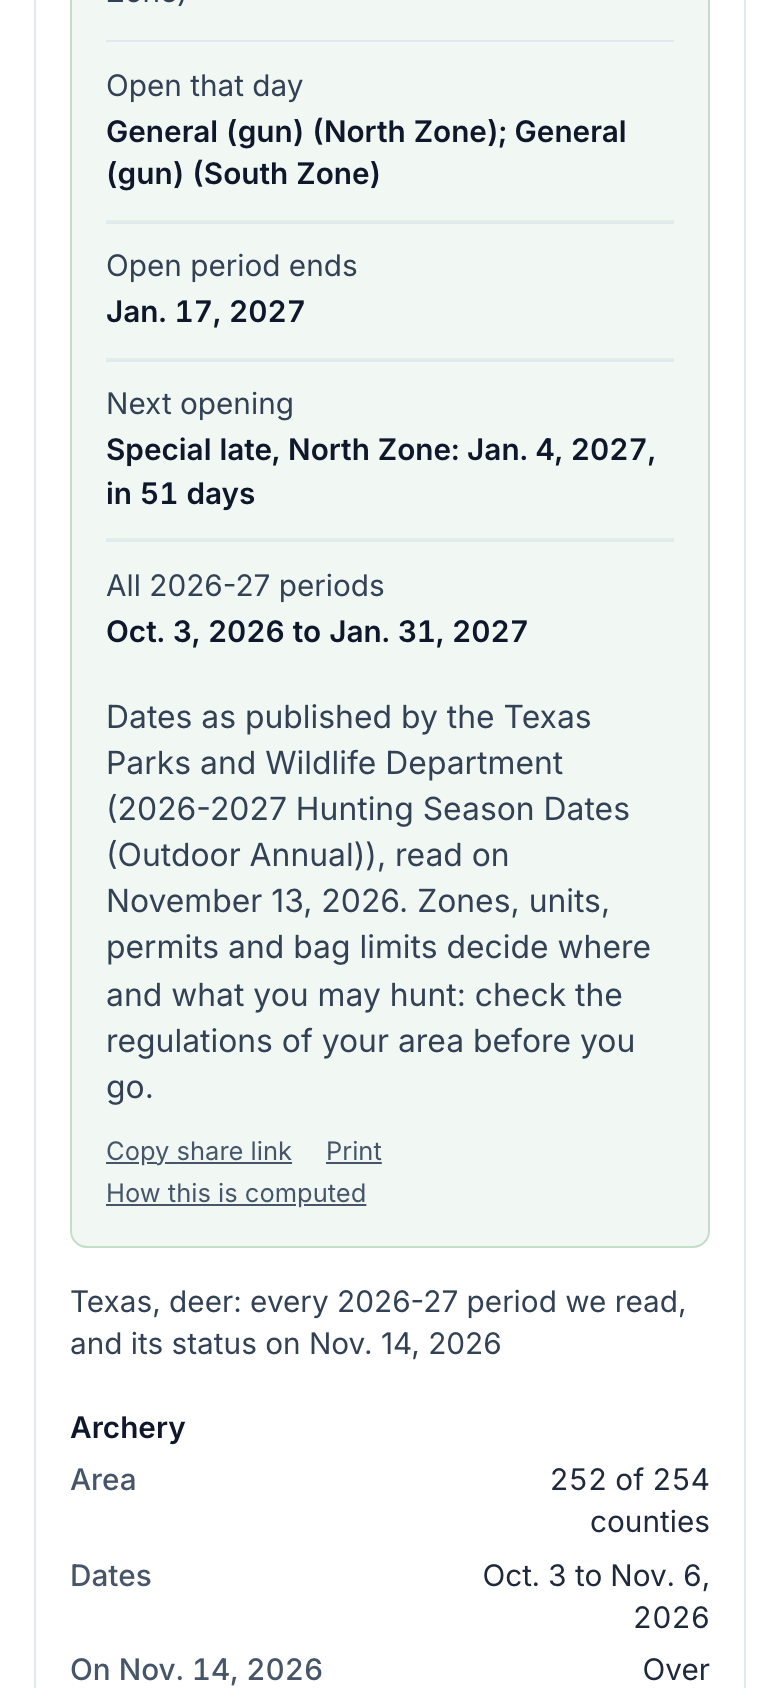 Zone)
Open that day
General (gun) (North Zone); General
(gun) (South Zone)
Open period ends
Jan. 17, 2027
Next opening
Special late, North Zone: Jan. 4, 2027,
in 51 days
All 2026-27 periods
Oct. 3, 2026 to Jan. 31, 2027
Dates as published by the Texas
Parks and Wildlife Department
(2026-2027 Hunting Season Dates
(Outdoor Annual)), read on
November 13, 2026. Zones, units,
permits and bag limits decide where
and what you may hunt: check the
regulations of your area before you
go.
Copy share link Print
How this is computed
Texas, deer: every 2026-27 period we read,
and its status on Nov. 14, 2026
Archery
Area 252 of 254
counties
Dates Oct. 3 to Nov. 6,
2026
On Nov. 14, 2026 Over